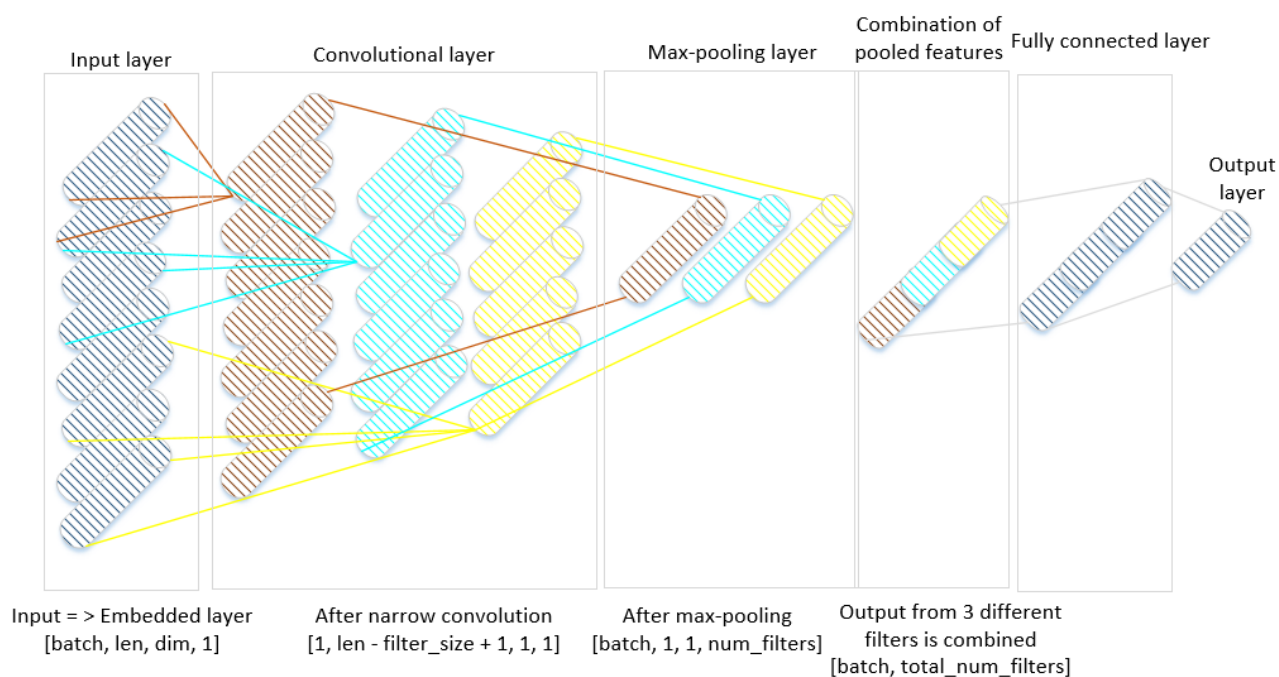 Input layer
Convolutional layer
Max-pooling layer
Combination of
pooled features
Fully connected layer
Output
layer
Input = > Embedded layer
[batch, len, dim, 1]
After narrow convolution
[1, len - filter_size + 1, 1, 1]
After max-pooling
[batch, 1, 1, num_filters]
Output from 3 different
filters is combined
[batch, total_num_filters]